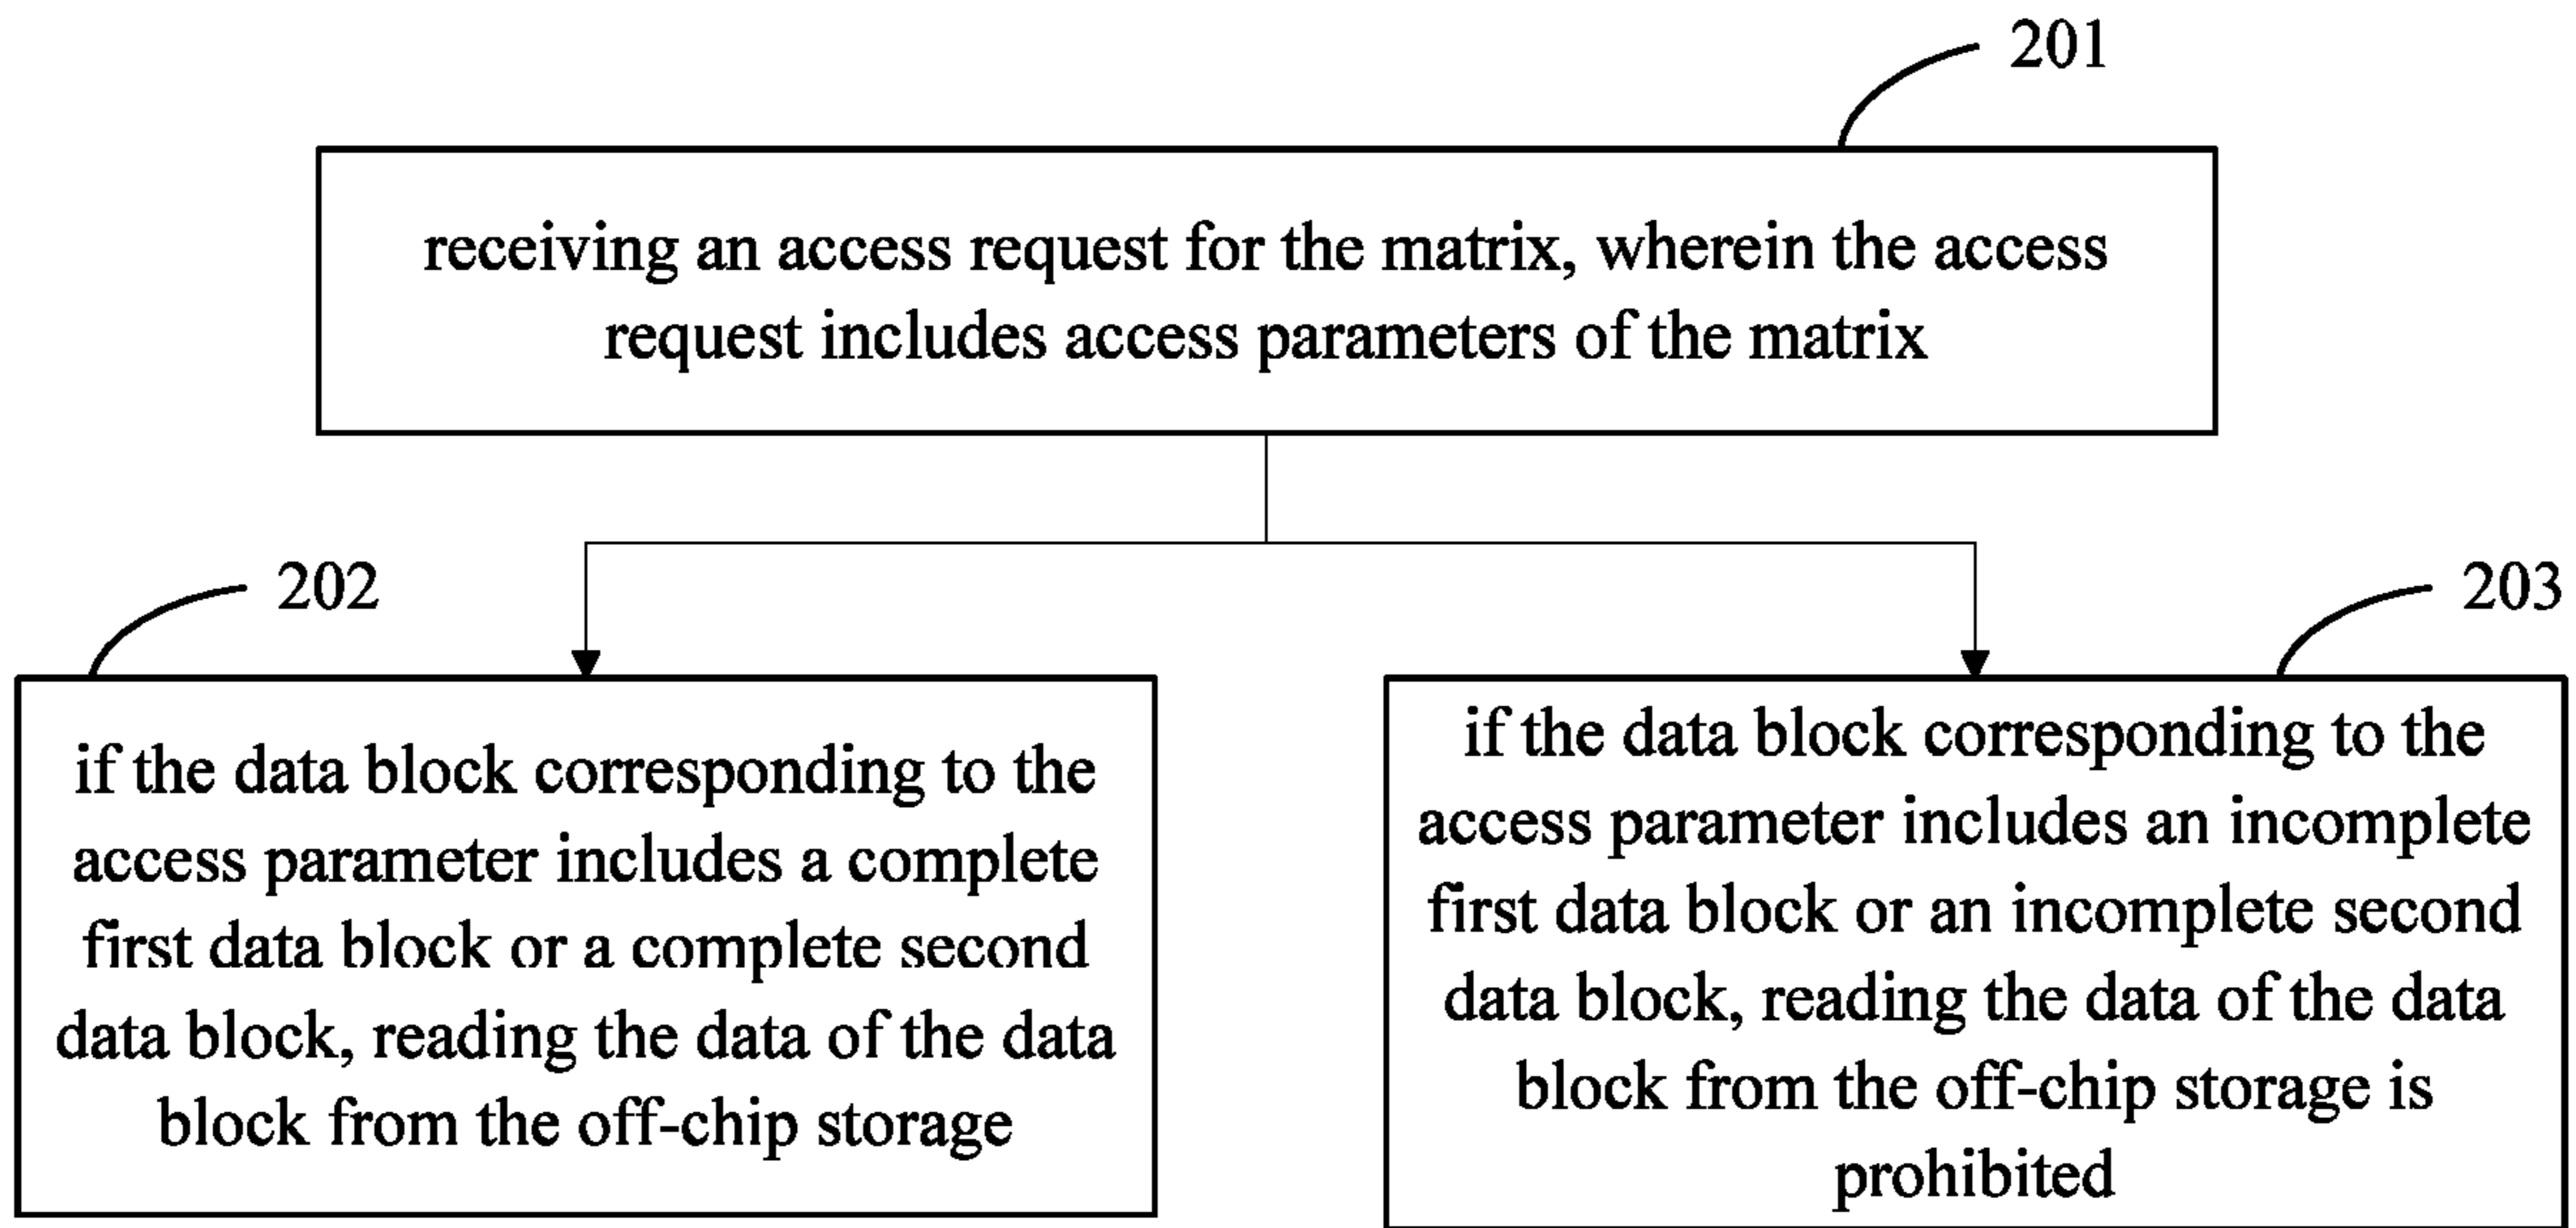 201
receiving an access request for the matrix, wherein the access
request includes access parameters of the matrix
202
if the data block corresponding to the
access parameter includes a complete
first data block or a complete second
data block, reading the data of the data
block from the off-chip storage
203
if the data block corresponding to the
access parameter includes an incomplete
first data block or an incomplete second
data block, reading the data of the data
block from the off-chip storage is
prohibited